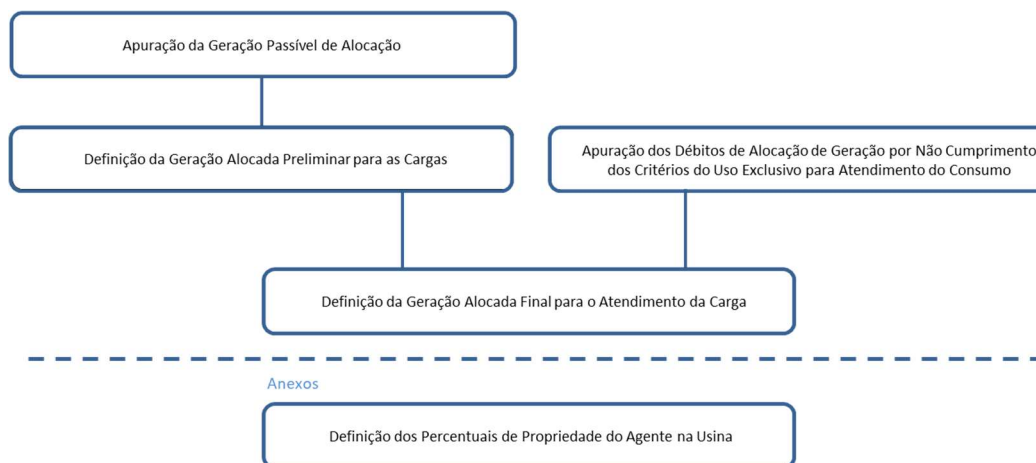 Apuração da Geração Passível de Alocação
Definição da Geração Alocada Preliminar para as Cargas
Apuração dos Débitos de Alocação de Geração por Não Cumprimento
dos Critérios do Uso Exclusivo para Atendimento do Consumo
Definição da Geração Alocada Final para o Atendimento da Carga
Anexos
Definição dos Percentuais de Propriedade do Agente na Usina